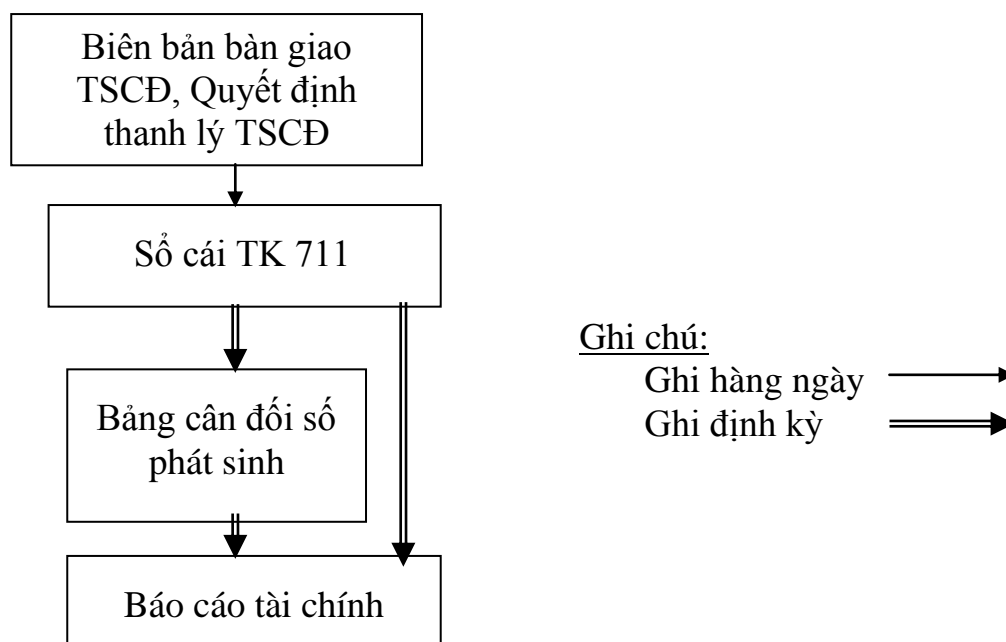 Biên bản bàn giao
TSCĐ, Quyết định
thanh lý TSCĐ
Sổ cái TK 711
Ghi chú:
Ghi hàng ngày
Ghi định kỳ
Bảng cân đối số
phát sinh
Báo cáo tài chính